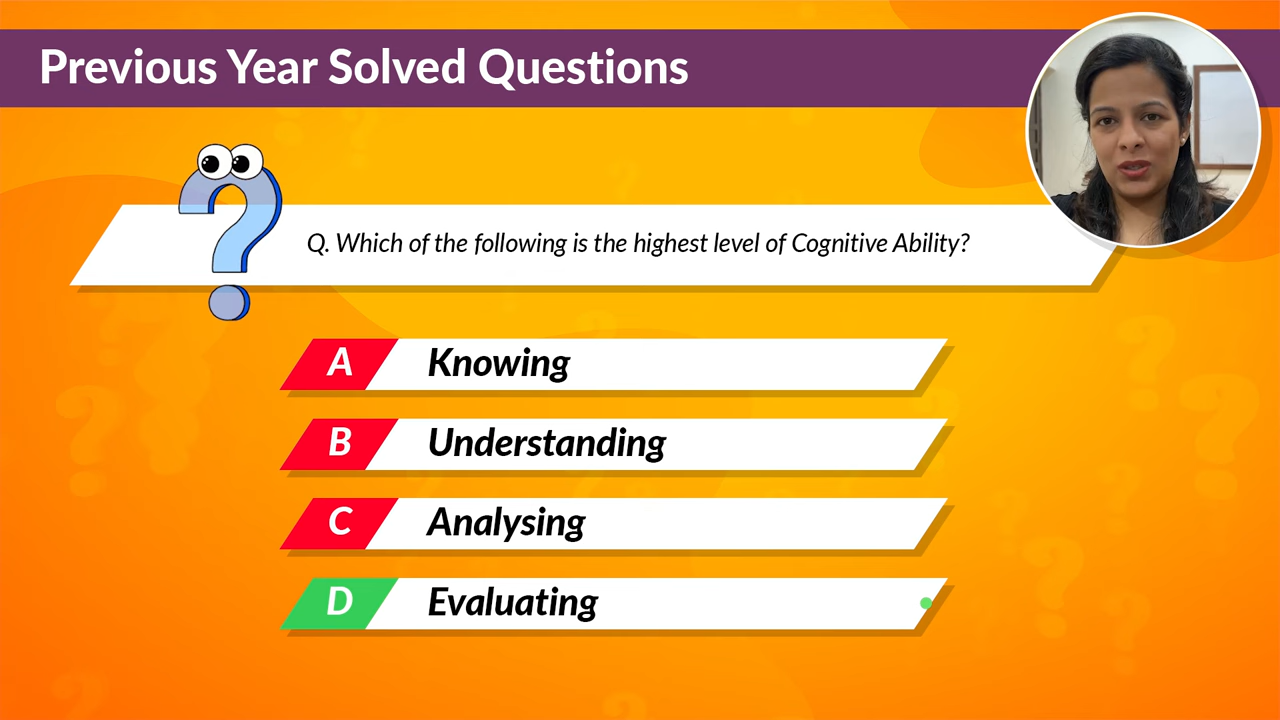 Previous Year Solved Questions
Q. Which of the following is the highest level of Cognitive Ability?
A Knowing
B Understanding
C Analysing
D Evaluating